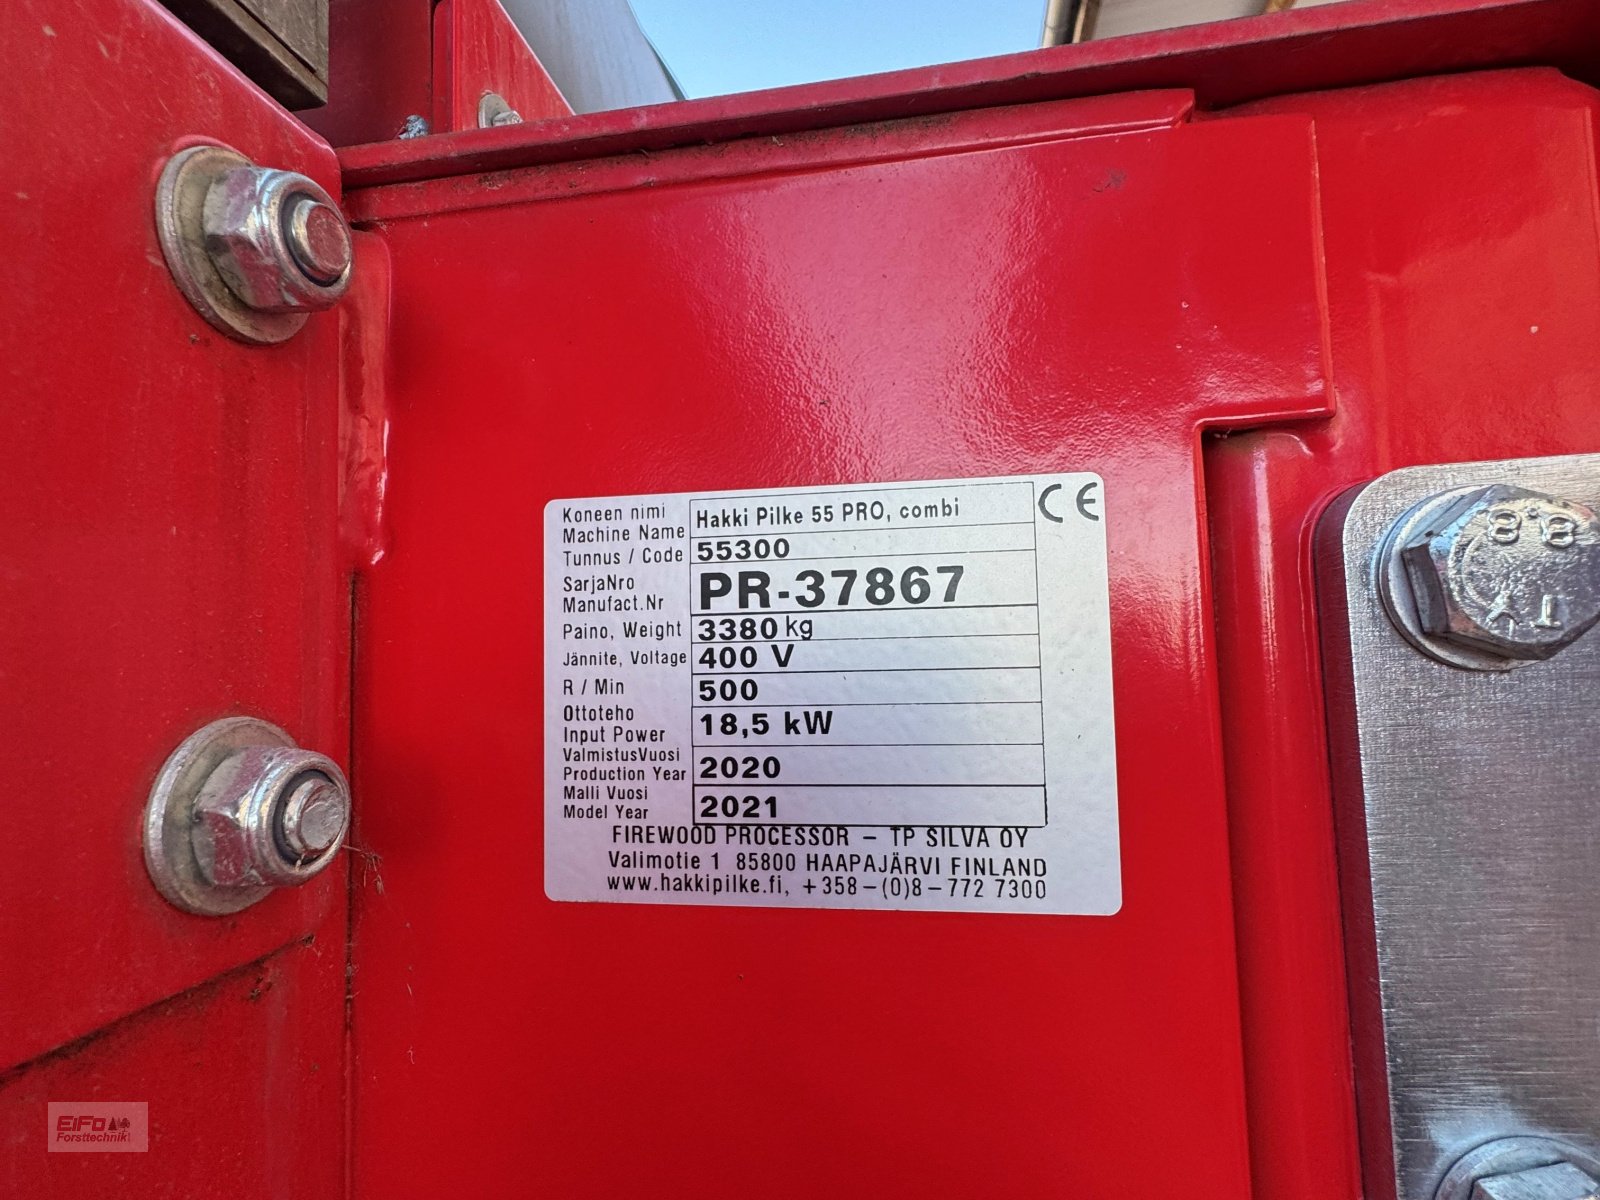 Koneen nimi
Machine Name Hakki Pilke 55 PRO, combi CE
Tunnus / Code 55300
SarjaNro
Manufact.Nr PR-37867
Paino, Weight 3380 kg
Jännite, Voltage 400 V
R / Min 500
Ottoteho
Input Power 18,5 kW
ValmistusVuosi
Production Year 2020
Malli Vuosi
Model Year 2021
FIREWOOD PROCESSOR – TP SILVA OY
Valimotie 1 85800 HAAPAJÄRVI FINLAND
www.hakkipilke.fi, +358–(0)8–772 7300
8.8
TY
EiFo
Forsttechnik